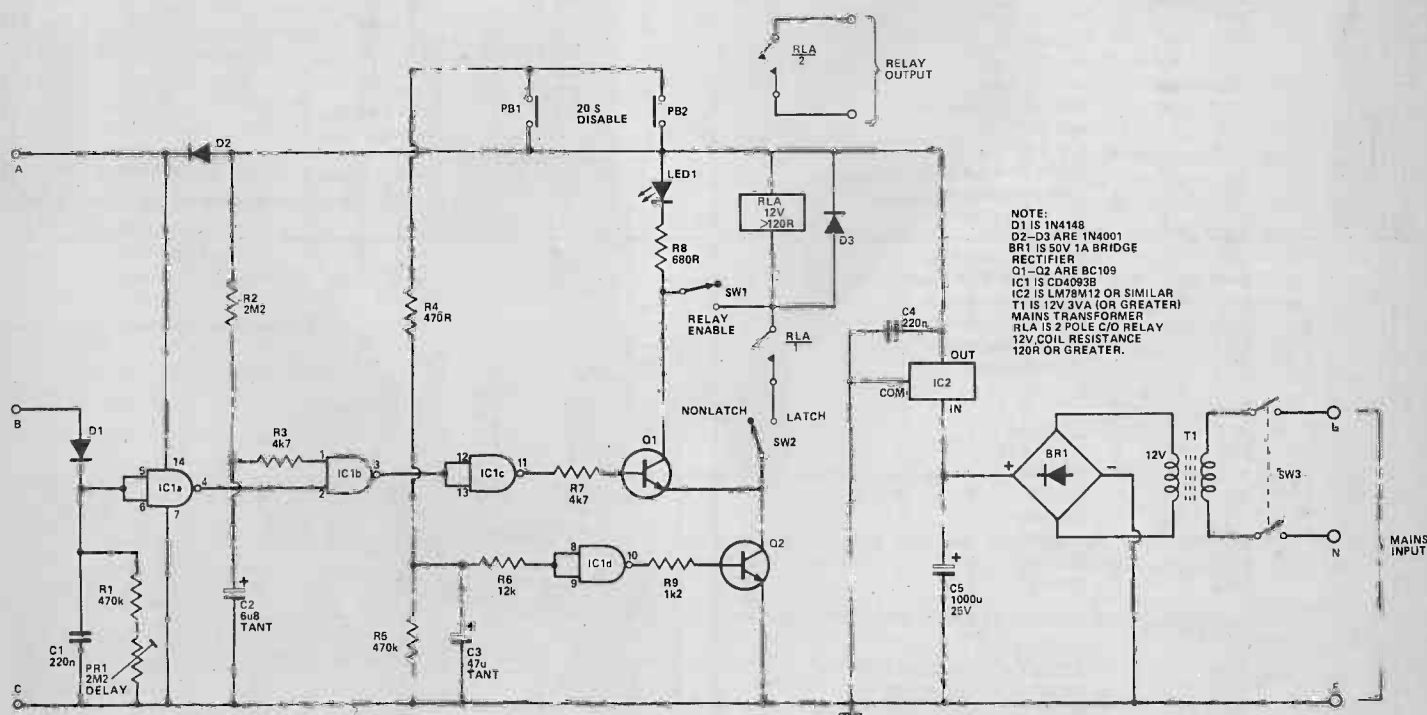 RLA
2
RELAY
OUTPUT
PB1
20 S
DISABLE
PB2
A
D2
LED1
RLA
12V
>120R
D3
R8
680R
NOTE:
D1 IS 1N4148
D2–D3 ARE 1N4001
BR1 IS 50V 1A BRIDGE
RECTIFIER
Q1–Q2 ARE BC109
IC1 IS CD4093B
IC2 IS LM78M12 OR SIMILAR
T1 IS 12V 3VA (OR GREATER)
MAINS TRANSFORMER
RLA IS 2 POLE C/O RELAY
12V, COIL RESISTANCE
120R OR GREATER.
R2
2M2
R4
470R
SW1
RELAY
ENABLE
RLA
1
C4
220n
OUT
IC2
COM
IN
B
D1
NONLATCH
LATCH
SW2
R3
4k7
Q1
T1
12V
BR1
+
–
SW3
MAINS
INPUT
14
5
6
IC1a
4
7
1
2
IC1b
3
12
13
IC1c
11
R7
4k7
N
R6
12k
8
9
IC1d
10
R9
1k2
Q2
R1
470k
C1
220n
PR1
2M2
DELAY
+
C2
6u8
TANT
R5
470k
+
C3
47u
TANT
+
C5
1000u
25V
C
E